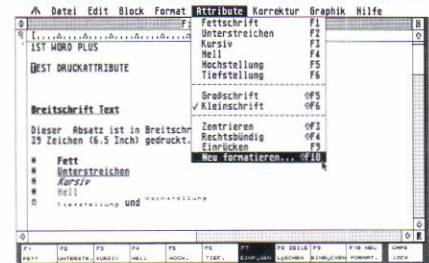 Datei Edit Block Format Attribute Korrektur Graphik Hilfe
Fettschrift F1
Unterstreichen F2
Kursiv F3
Hell F4
Hochstellung F5
Tiefstellung F6
Großschrift ⇧F5
✓ Kleinschrift ⇧F6
Zentrieren ⇧F3
Rechtsbündig ⇧F4
Einrücken F9
Neu formatieren... ⇧F10
1ST WORD PLUS
TEST DRUCKATTRIBUTE
Breitschrift Text
Dieser Absatz ist in Breitschr
39 Zeichen (6.5 Inch) gedruckt.
* Fett
* Unterstreichen
* Kursiv
* Hell
* Tiefstellung und Hochstellung
F1 F2 F3 F4 F5 F6 F7 F8 ZEILE F9 F10 NEU CAPS
FETT UNTERSTR. KURSIV HELL HOCH. TIEF. EINFUGEN LÖSCHEN EINRUCKEN FORMAT. LOCK